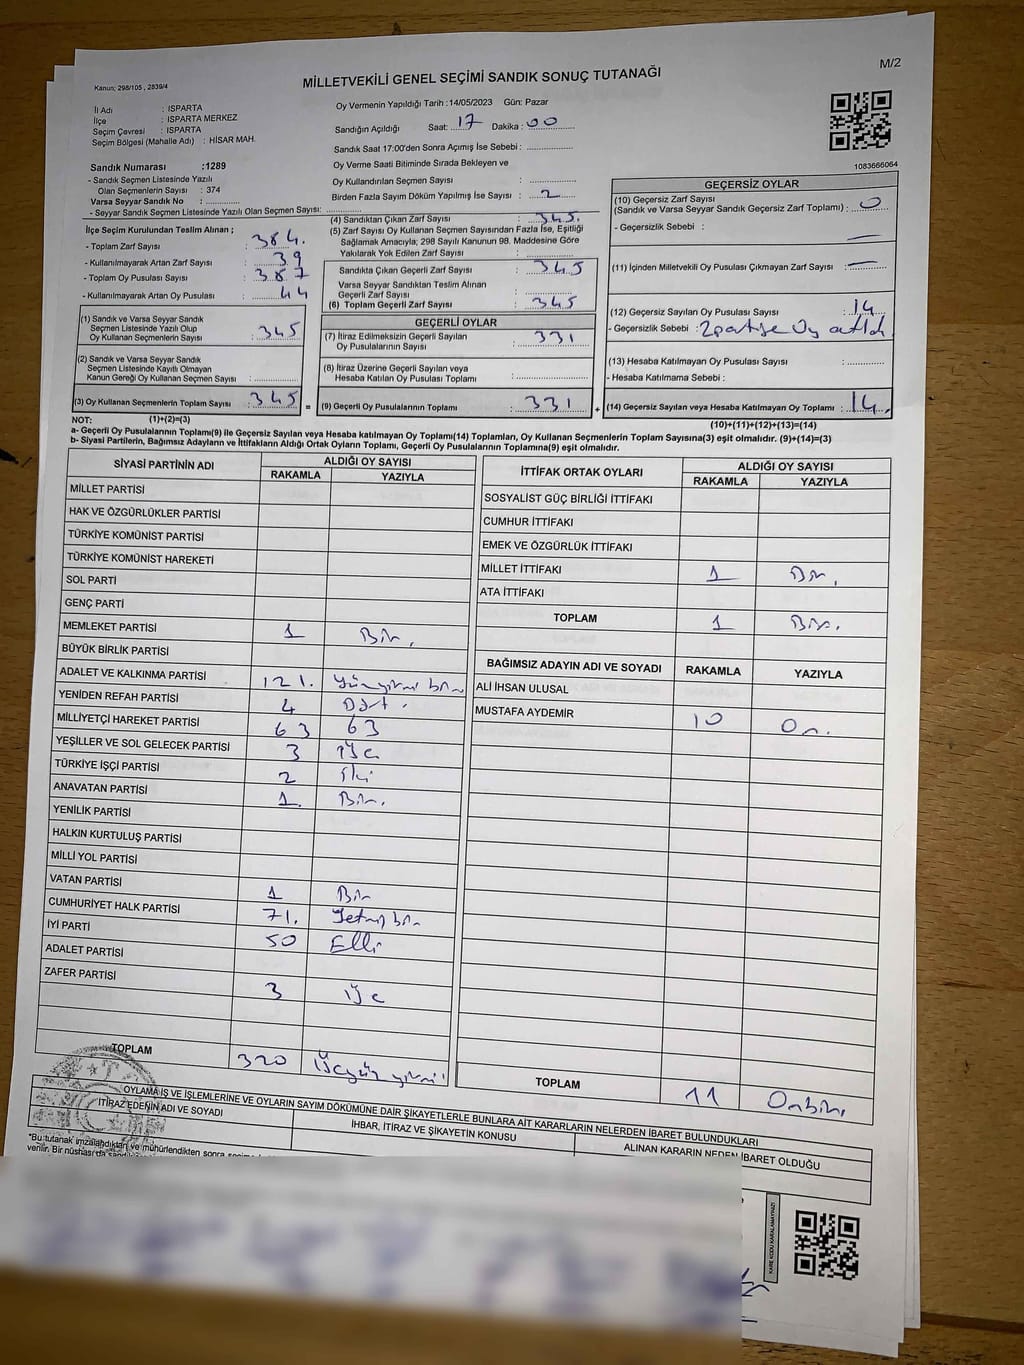 M/2
MİLLETVEKİLİ GENEL SEÇİMİ SANDIK SONUÇ TUTANAĞI
Kanun; 298/105 , 2839/4
İl Adı : ISPARTA
İlçe : ISPARTA MERKEZ
Seçim Çevresi : ISPARTA
Seçim Bölgesi (Mahalle Adı) : HİSAR MAH.
Sandık Numarası :1289
- Sandık Seçmen Listesinde Yazılı
Olan Seçmenlerin Sayısı : 374
Varsa Seyyar Sandık No :
- Seyyar Sandık Seçmen Listesinde Yazılı Olan Seçmen Sayısı:
Oy Vermenin Yapıldığı Tarih :14/05/2023 Gün: Pazar
Sandığın Açıldığı Saat: 17 Dakika : 00
Sandık Saat 17:00'den Sonra Açımış İse Sebebi :
Oy Verme Saati Bitiminde Sırada Bekleyen ve
Oy Kullandırılan Seçmen Sayısı :
Birden Fazla Sayım Döküm Yapılmış İse Sayısı : 2
1083666064
İlçe Seçim Kurulundan Teslim Alınan ;
- Toplam Zarf Sayısı : 384.
- Kullanılmayarak Artan Zarf Sayısı : 39
- Toplam Oy Pusulası Sayısı : 387
- Kullanılmayarak Artan Oy Pusulası : 44
(1) Sandık ve Varsa Seyyar Sandık
Seçmen Listesinde Yazılı Olup
Oy Kullanan Seçmenlerin Sayısı : 345
(2) Sandık ve Varsa Seyyar Sandık
Seçmen Listesinde Kayıtlı Olmayan
Kanun Gereği Oy Kullanan Seçmen Sayısı :
(3) Oy Kullanan Seçmenlerin Toplam Sayısı : 345 =
(4) Sandıktan Çıkan Zarf Sayısı : 345.
(5) Zarf Sayısı Oy Kullanan Seçmen Sayısından Fazla İse, Eşitliği
Sağlamak Amacıyla; 298 Sayılı Kanunun 98. Maddesine Göre
Yakılarak Yok Edilen Zarf Sayısı :
Sandıkta Çıkan Geçerli Zarf Sayısı : 345
Varsa Seyyar Sandıktan Teslim Alınan
Geçerli Zarf Sayısı :
(6) Toplam Geçerli Zarf Sayısı : 345
GEÇERLİ OYLAR
(7) İtiraz Edilmeksizin Geçerli Sayılan
Oy Pusulalarının Sayısı : 331
(8) İtiraz Üzerine Geçerli Sayılan veya
Hesaba Katılan Oy Pusulası Toplamı :
(9) Geçerli Oy Pusulalarının Toplamı : 331 +
GEÇERSİZ OYLAR
(10) Geçersiz Zarf Sayısı
(Sandık ve Varsa Seyyar Sandık Geçersiz Zarf Toplamı) : 0
- Geçersizlik Sebebi : —
(11) İçinden Milletvekili Oy Pusulası Çıkmayan Zarf Sayısı : —
(12) Geçersiz Sayılan Oy Pusulası Sayısı : 14
- Geçersizlik Sebebi : 2 partiye Oy
(13) Hesaba Katılmayan Oy Pusulası Sayısı :
- Hesaba Katılmama Sebebi :
(14) Geçersiz Sayılan veya Hesaba Katılmayan Oy Toplamı : 14.
NOT: (1)+(2)=(3)
(10)+(11)+(12)+(13)=(14)
a- Geçerli Oy Pusulalarının Toplamı(9) ile Geçersiz Sayılan veya Hesaba katılmayan Oy Toplamı(14) Toplamları, Oy Kullanan Seçmenlerin Toplam Sayısına(3) eşit olmalıdır. (9)+(14)=(3)
b- Siyasi Partilerin, Bağımsız Adayların ve İttifakların Aldığı Ortak Oyların Toplamı, Geçerli Oy Pusulalarının Toplamına(9) eşit olmalıdır.
SİYASİ PARTİNİN ADI ALDIĞI OY SAYISI
RAKAMLA YAZIYLA
MİLLET PARTİSİ
HAK VE ÖZGÜRLÜKLER PARTİSİ
TÜRKİYE KOMÜNİST PARTİSİ
TÜRKİYE KOMÜNİST HAREKETİ
SOL PARTİ
GENÇ PARTİ
MEMLEKET PARTİSİ 1 Bir.
BÜYÜK BİRLİK PARTİSİ
ADALET VE KALKINMA PARTİSİ 121. Yüzyirmi bir
YENİDEN REFAH PARTİSİ 4 Dört.
MİLLİYETÇİ HAREKET PARTİSİ 63 63
YEŞİLLER VE SOL GELECEK PARTİSİ 3 üç
TÜRKİYE İŞÇİ PARTİSİ 2 İki
ANAVATAN PARTİSİ 1. Bir.
YENİLİK PARTİSİ
HALKIN KURTULUŞ PARTİSİ
MİLLİ YOL PARTİSİ
VATAN PARTİSİ 1 Bir
CUMHURİYET HALK PARTİSİ 71. Yetmiş bir
İYİ PARTİ 50 Elli
ADALET PARTİSİ
ZAFER PARTİSİ 3 üç
TOPLAM 320 Üçyüz yirmi
İTTİFAK ORTAK OYLARI ALDIĞI OY SAYISI
RAKAMLA YAZIYLA
SOSYALİST GÜÇ BİRLİĞİ İTTİFAKI
CUMHUR İTTİFAKI
EMEK VE ÖZGÜRLÜK İTTİFAKI
MİLLET İTTİFAKI 1 Bir.
ATA İTTİFAKI
TOPLAM 1 Bir.
BAĞIMSIZ ADAYIN ADI VE SOYADI RAKAMLA YAZIYLA
ALİ İHSAN ULUSAL
MUSTAFA AYDEMİR 10 On.
TOPLAM 11 Onbir.
OYLAMA İŞ VE İŞLEMLERİNE VE OYLARIN SAYIM DÖKÜMÜNE DAİR ŞİKAYETLERLE BUNLARA AİT KARARLARIN NELERDEN İBARET BULUNDUKLARI
İTİRAZ EDENİN ADI VE SOYADI İHBAR, İTİRAZ VE ŞİKAYETİN KONUSU ALINAN KARARIN NEDEN İBARET OLDUĞU
"Bu tutanak imzalandıktan ve mühürlendikten sonra
verilir. Bir nüshası da
KARE KODU KARALAMAYINIZ